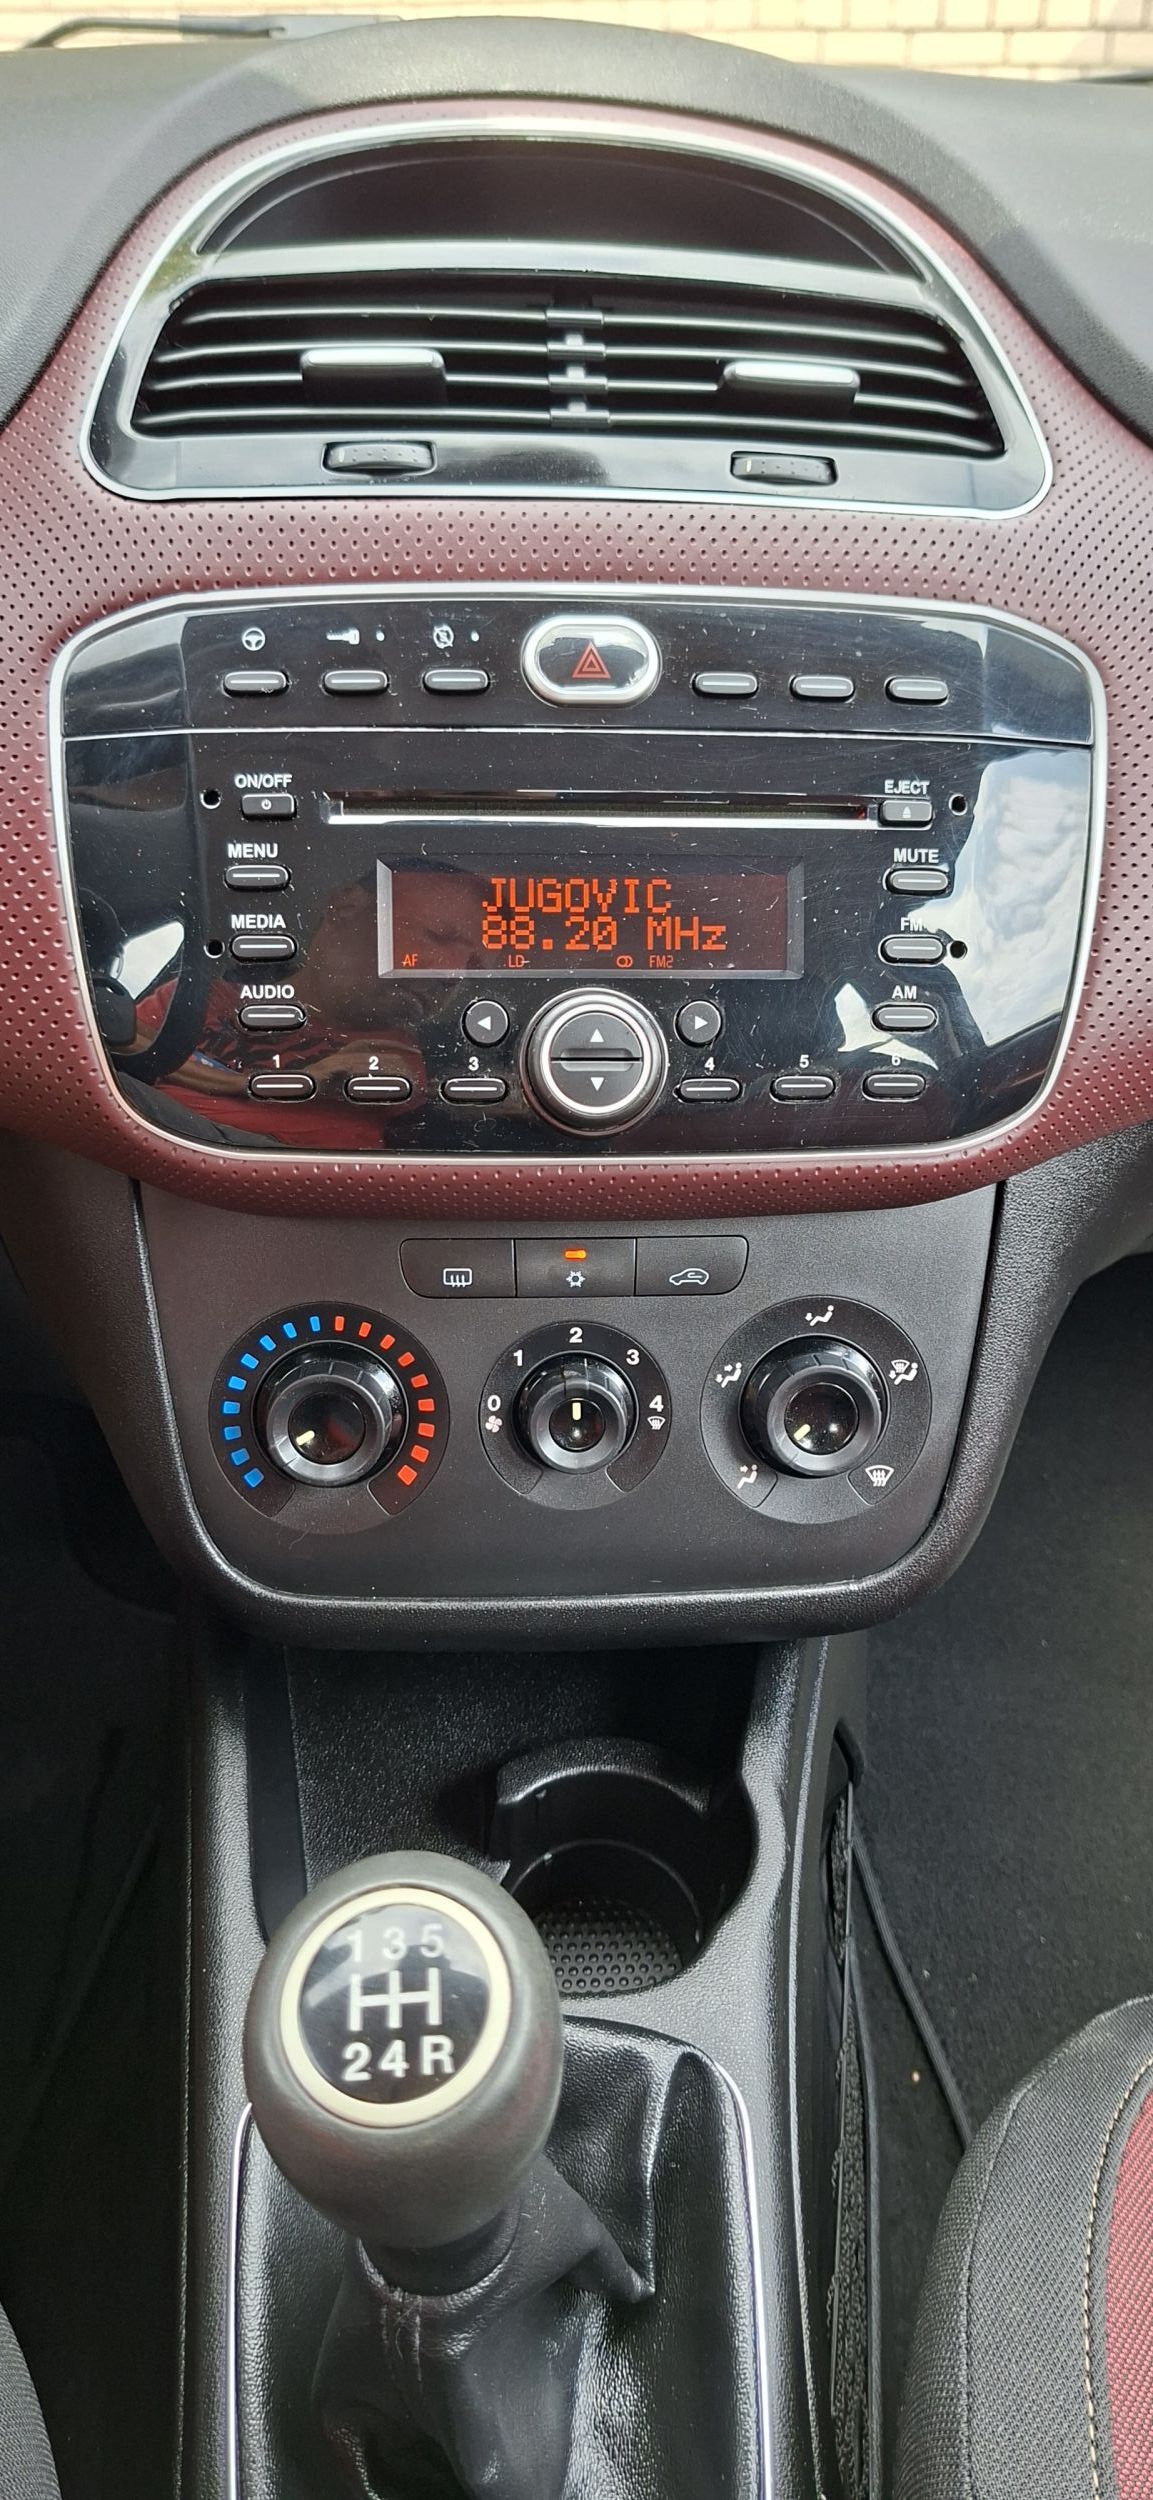 ON/OFF
EJECT
MENU
MUTE
JUGOVIC
MEDIA
FM
88.20 MHz
AF LD FM2
AUDIO
AM
1 2 3 4 5 6
0 1 2 3 4
1 3 5
2 4 R